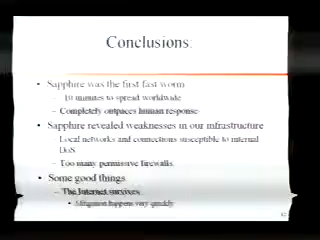 Conclusions:
• Sapphire was the first fast worm
– 10 minutes to spread worldwide
– Completely outpaces human response
• Sapphire revealed weaknesses in our infrastructure
– Local networks and connections susceptible to internal
DoS
– Too many permissive firewalls.
• Some good things
– The Internet survives
• Mitigation happens very quickly